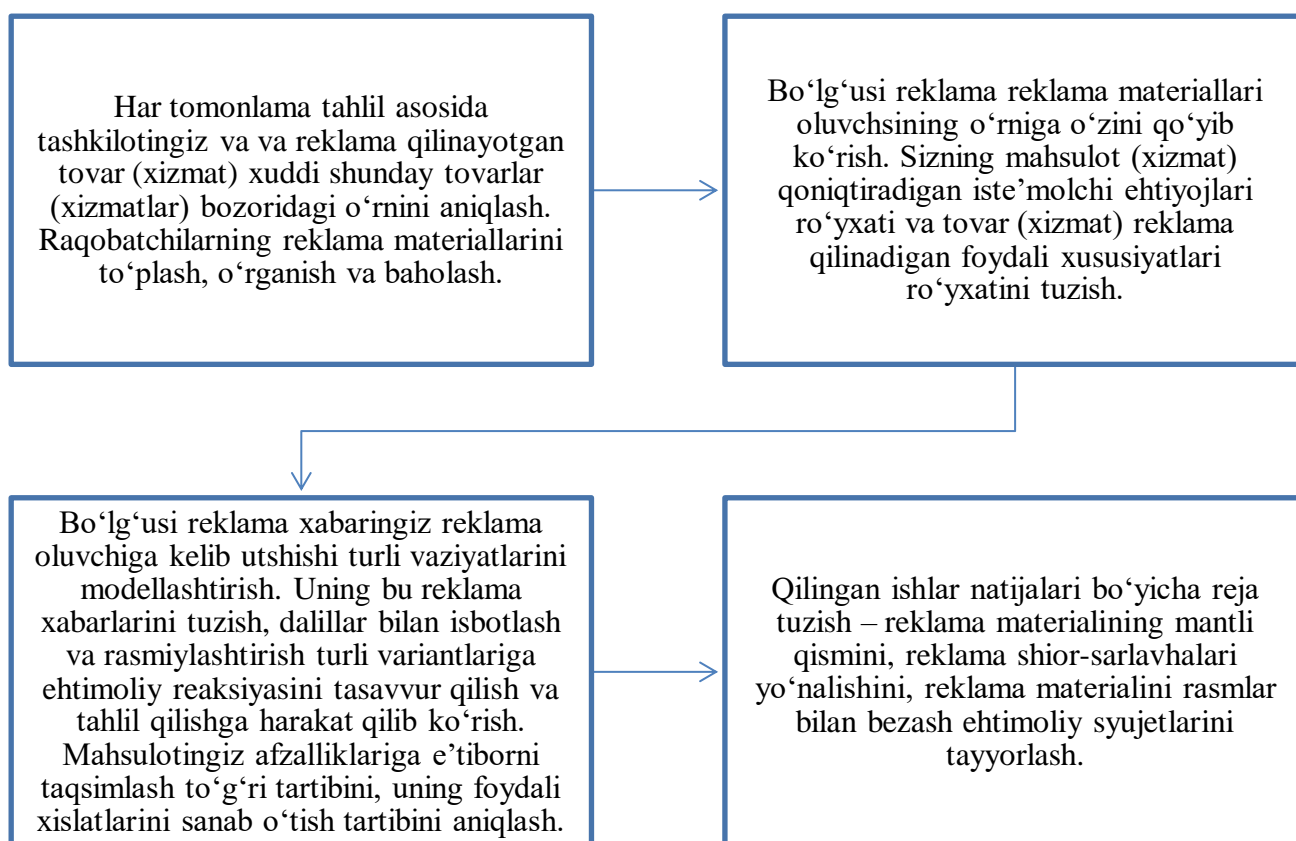 Har tomonlama tahlil asosida
tashkilotingiz va va reklama qilinayotgan
tovar (xizmat) xuddi shunday tovarlar
(xizmatlar) bozoridagi o‘rnini aniqlash.
Raqobatchilarning reklama materiallarini
to‘plash, o‘rganish va baholash.
Bo‘lg‘usi reklama reklama materiallari
oluvchsining o‘rniga o‘zini qo‘yib
ko‘rish. Sizning mahsulot (xizmat)
qoniqtiradigan iste’molchi ehtiyojlari
ro‘yxati va tovar (xizmat) reklama
qilinadigan foydali xususiyatlari
ro‘yxatini tuzish.
Bo‘lg‘usi reklama xabaringiz reklama
oluvchiga kelib utshishi turli vaziyatlarini
modellashtirish. Uning bu reklama
xabarlarini tuzish, dalillar bilan isbotlash
va rasmiylashtirish turli variantlariga
ehtimoliy reaksiyasini tasavvur qilish va
tahlil qilishga harakat qilib ko‘rish.
Mahsulotingiz afzalliklariga e’tiborni
taqsimlash to‘g‘ri tartibini, uning foydali
xislatlarini sanab o‘tish tartibini aniqlash.
Qilingan ishlar natijalari bo‘yicha reja
tuzish – reklama materialining mantli
qismini, reklama shior-sarlavhalari
yo‘nalishini, reklama materialini rasmlar
bilan bezash ehtimoliy syujetlarini
tayyorlash.